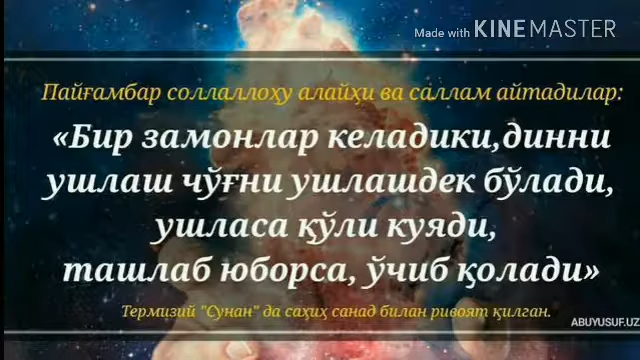 Made with KINEMASTER
Пайғамбар соллаллоҳу алайҳи ва саллам айтадилар:
«Бир замонлар келадики,динни
ушлаш чўғни ушлашдек бўлади,
ушласа қўли куяди,
ташлаб юборса, ўчиб қолади»
Термизий "Сунан" да саҳиҳ санад билан ривоят қилган.
ABUYUSUF.UZ